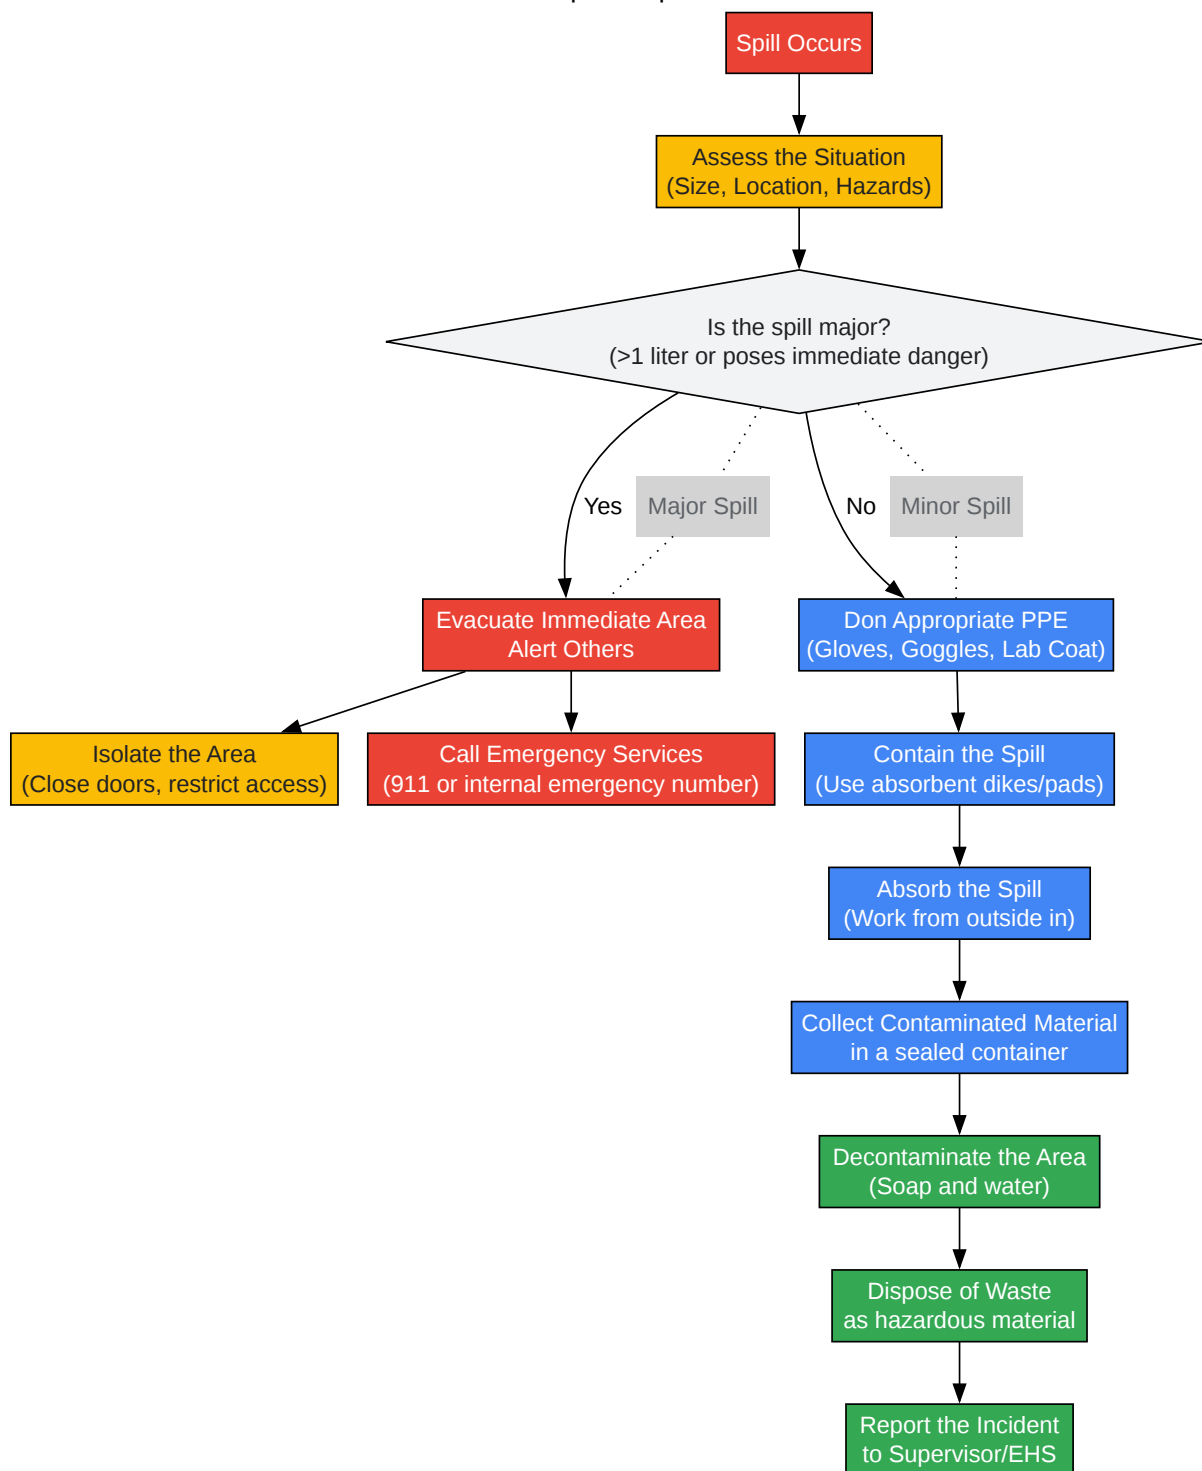 Spill Occurs
Assess the Situation
(Size, Location, Hazards)
Is the spill major?
(>1 liter or poses immediate danger)
Yes
Major Spill
No
Minor Spill
Evacuate Immediate Area
Alert Others
Don Appropriate PPE
(Gloves, Goggles, Lab Coat)
Isolate the Area
(Close doors, restrict access)
Call Emergency Services
(911 or internal emergency number)
Contain the Spill
(Use absorbent dikes/pads)
Absorb the Spill
(Work from outside in)
Collect Contaminated Material
in a sealed container
Decontaminate the Area
(Soap and water)
Dispose of Waste
as hazardous material
Report the Incident
to Supervisor/EHS